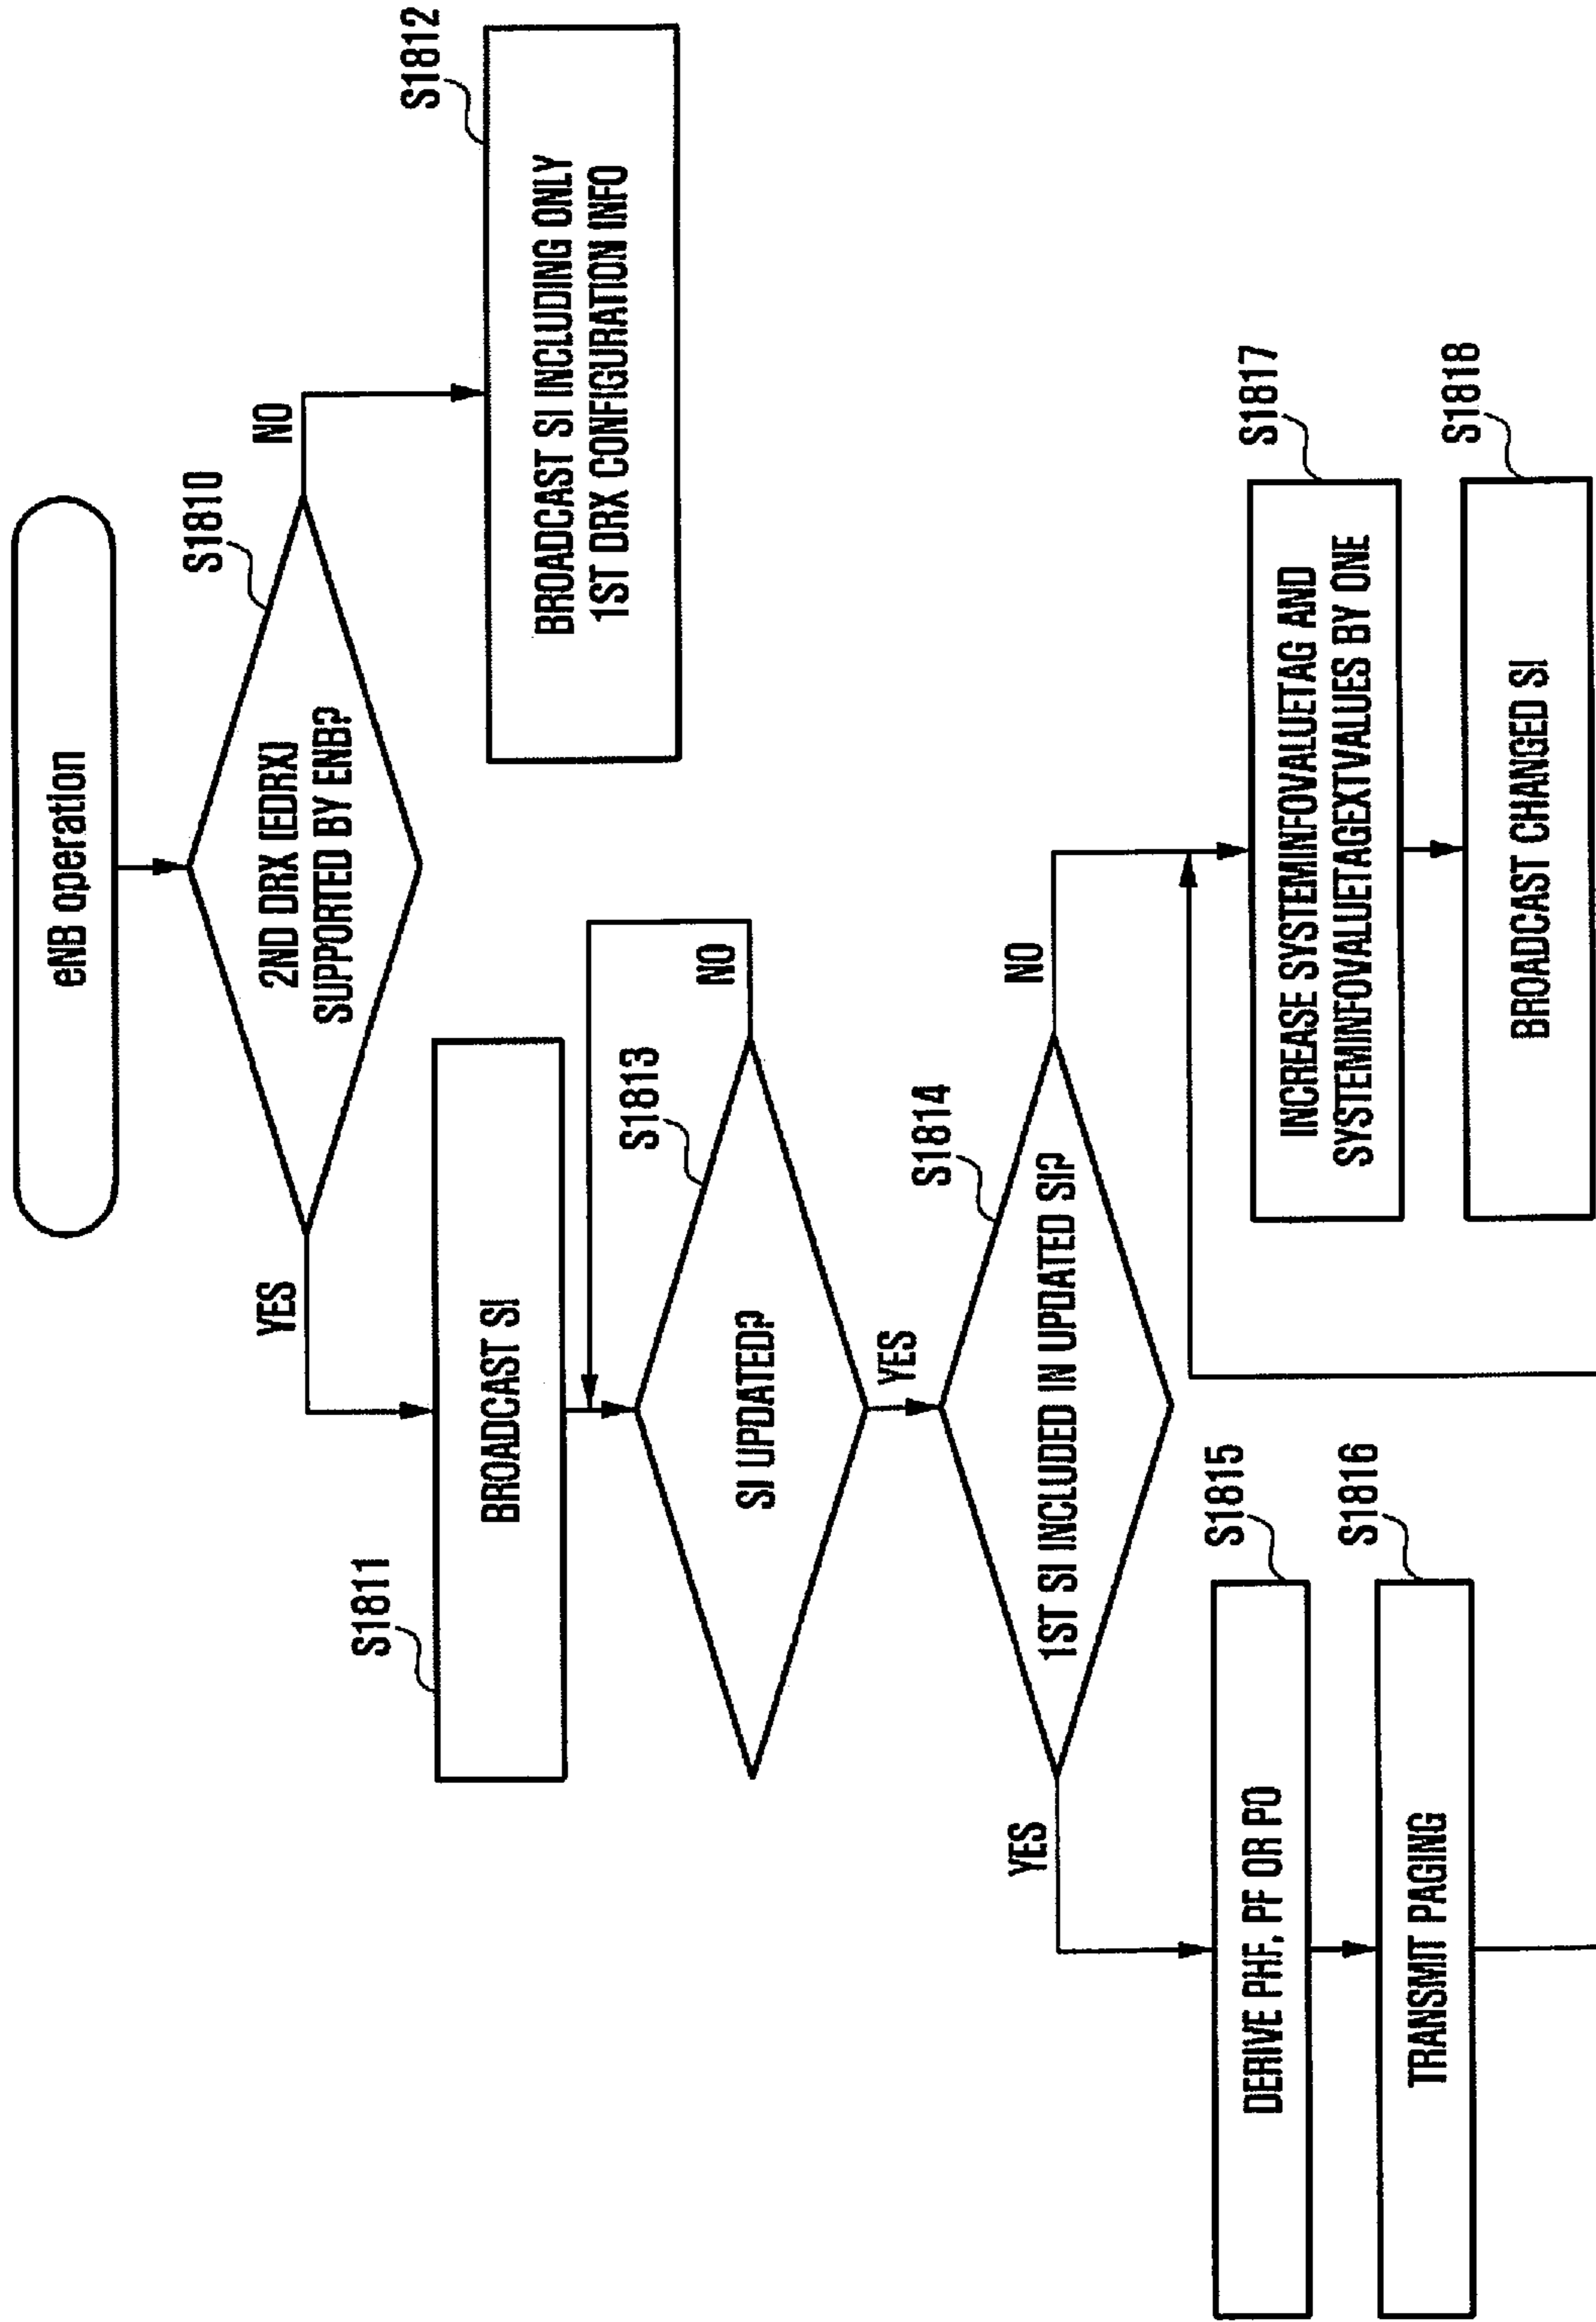 eNB operation
S1810
2ND DRX (EDRX)
SUPPORTED BY ENB?
NO
YES
S1812
BROADCAST SI INCLUDING ONLY
1ST DRX CONFIGURATION INFO
S1811
BROADCAST SI
S1813
SI UPDATED?
NO
YES
S1814
1ST SI INCLUDED IN UPDATED SI?
NO
YES
S1815
DERIVE PHF, PF OR PO
S1816
TRANSMIT PAGING
S1817
INCREASE SYSTEMINFOVALUETAG AND
SYSTEMINFOVALUETAGEXTVALUES BY ONE
S1818
BROADCAST CHANGED SI